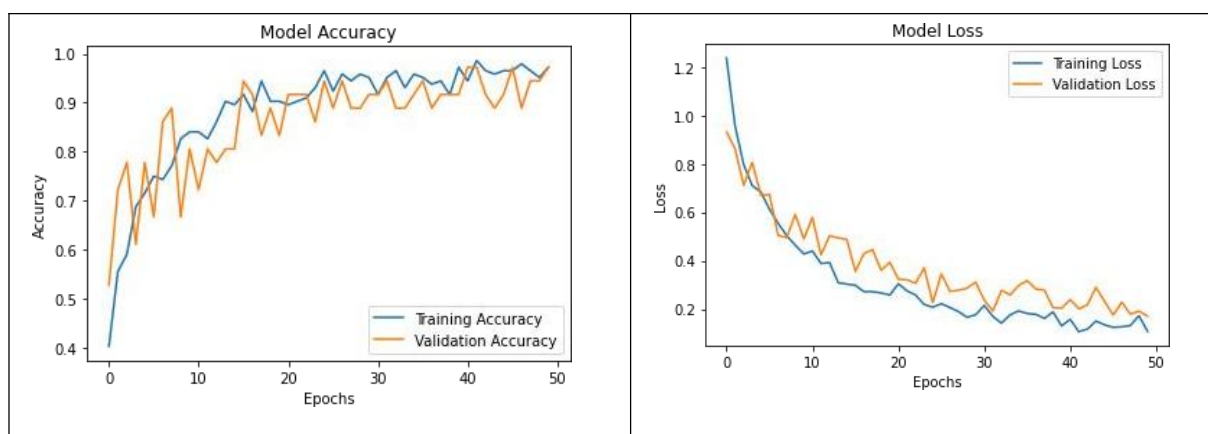 Model Accuracy
1.0
0.9
0.8
0.7
0.6
0.5
0.4
Accuracy
0
10
20
30
40
50
Epochs
Training Accuracy
Validation Accuracy
Model Loss
1.2
1.0
0.8
0.6
0.4
0.2
Loss
0
10
20
30
40
50
Epochs
Training Loss
Validation Loss